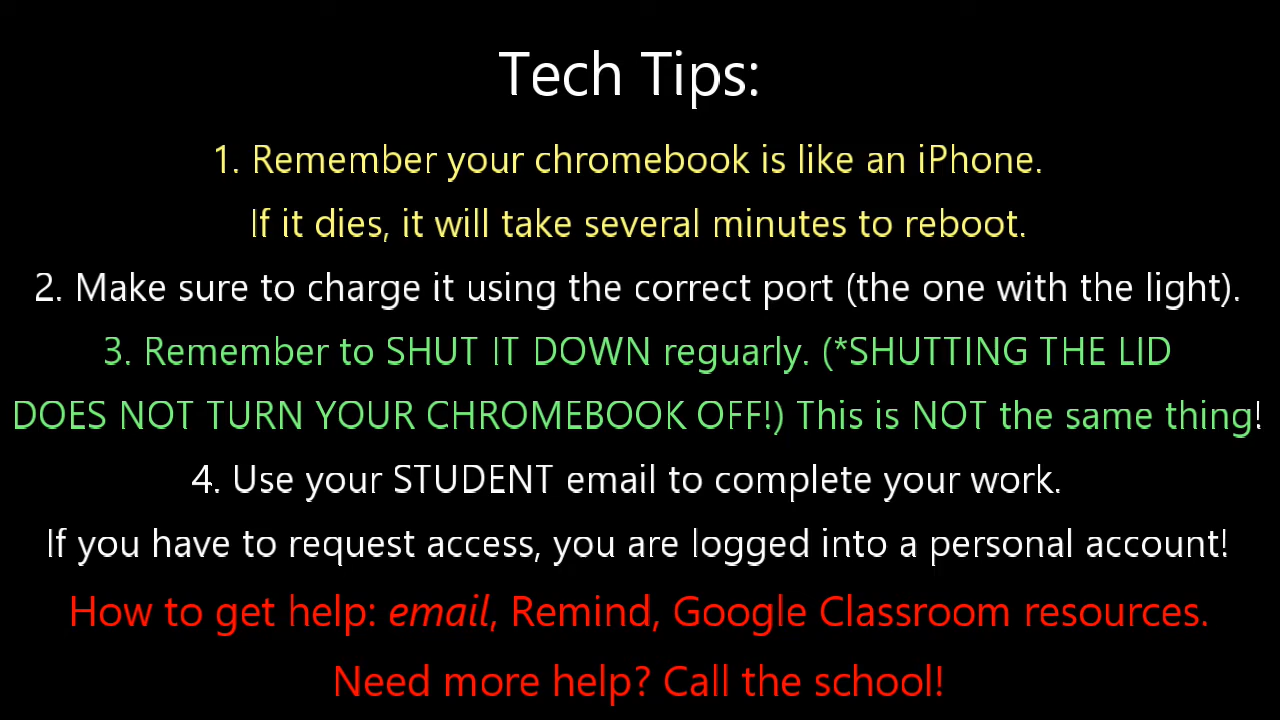 Tech Tips:
1. Remember your chromebook is like an iPhone.
If it dies, it will take several minutes to reboot.
2. Make sure to charge it using the correct port (the one with the light).
3. Remember to SHUT IT DOWN reguarly. (*SHUTTING THE LID
DOES NOT TURN YOUR CHROMEBOOK OFF!) This is NOT the same thing!
4. Use your STUDENT email to complete your work.
If you have to request access, you are logged into a personal account!
How to get help: email, Remind, Google Classroom resources.
Need more help? Call the school!